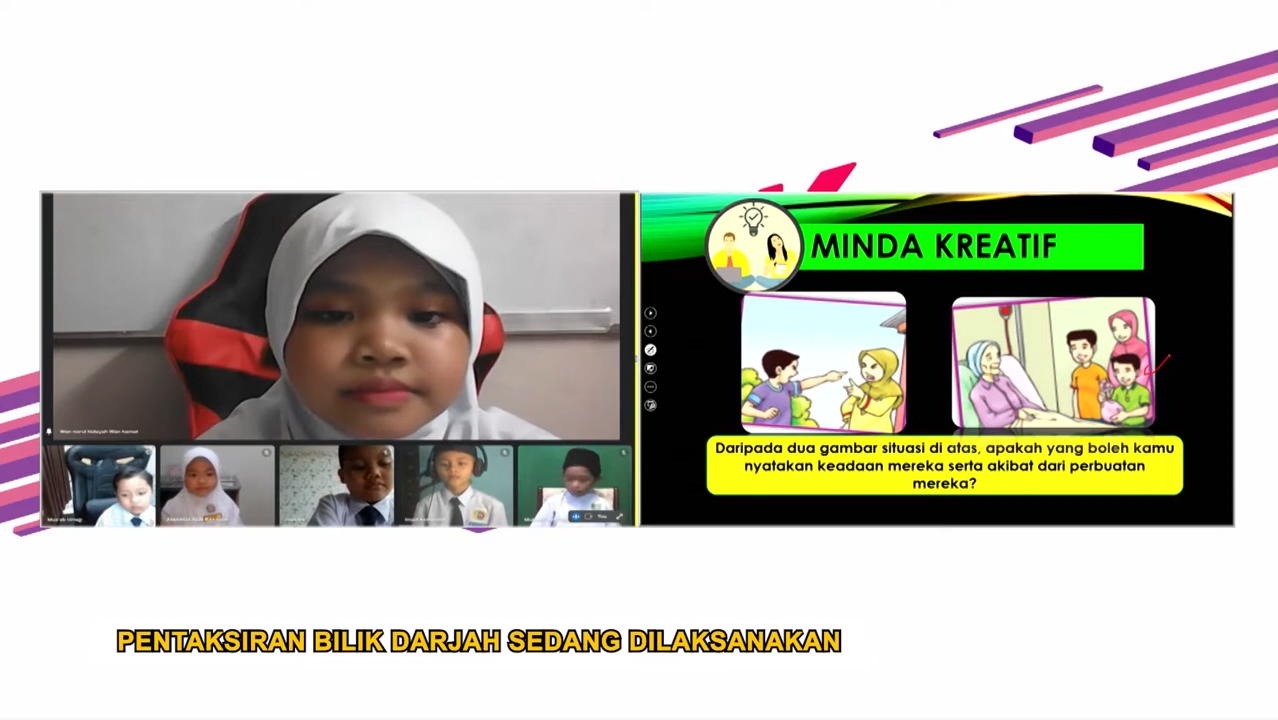 MINDA KREATIF
Daripada dua gambar situasi di atas, apakah yang boleh kamu
nyatakan keadaan mereka serta akibat dari perbuatan
mereka?
You
PENTAKSIRAN BILIK DARJAH SEDANG DILAKSANAKAN